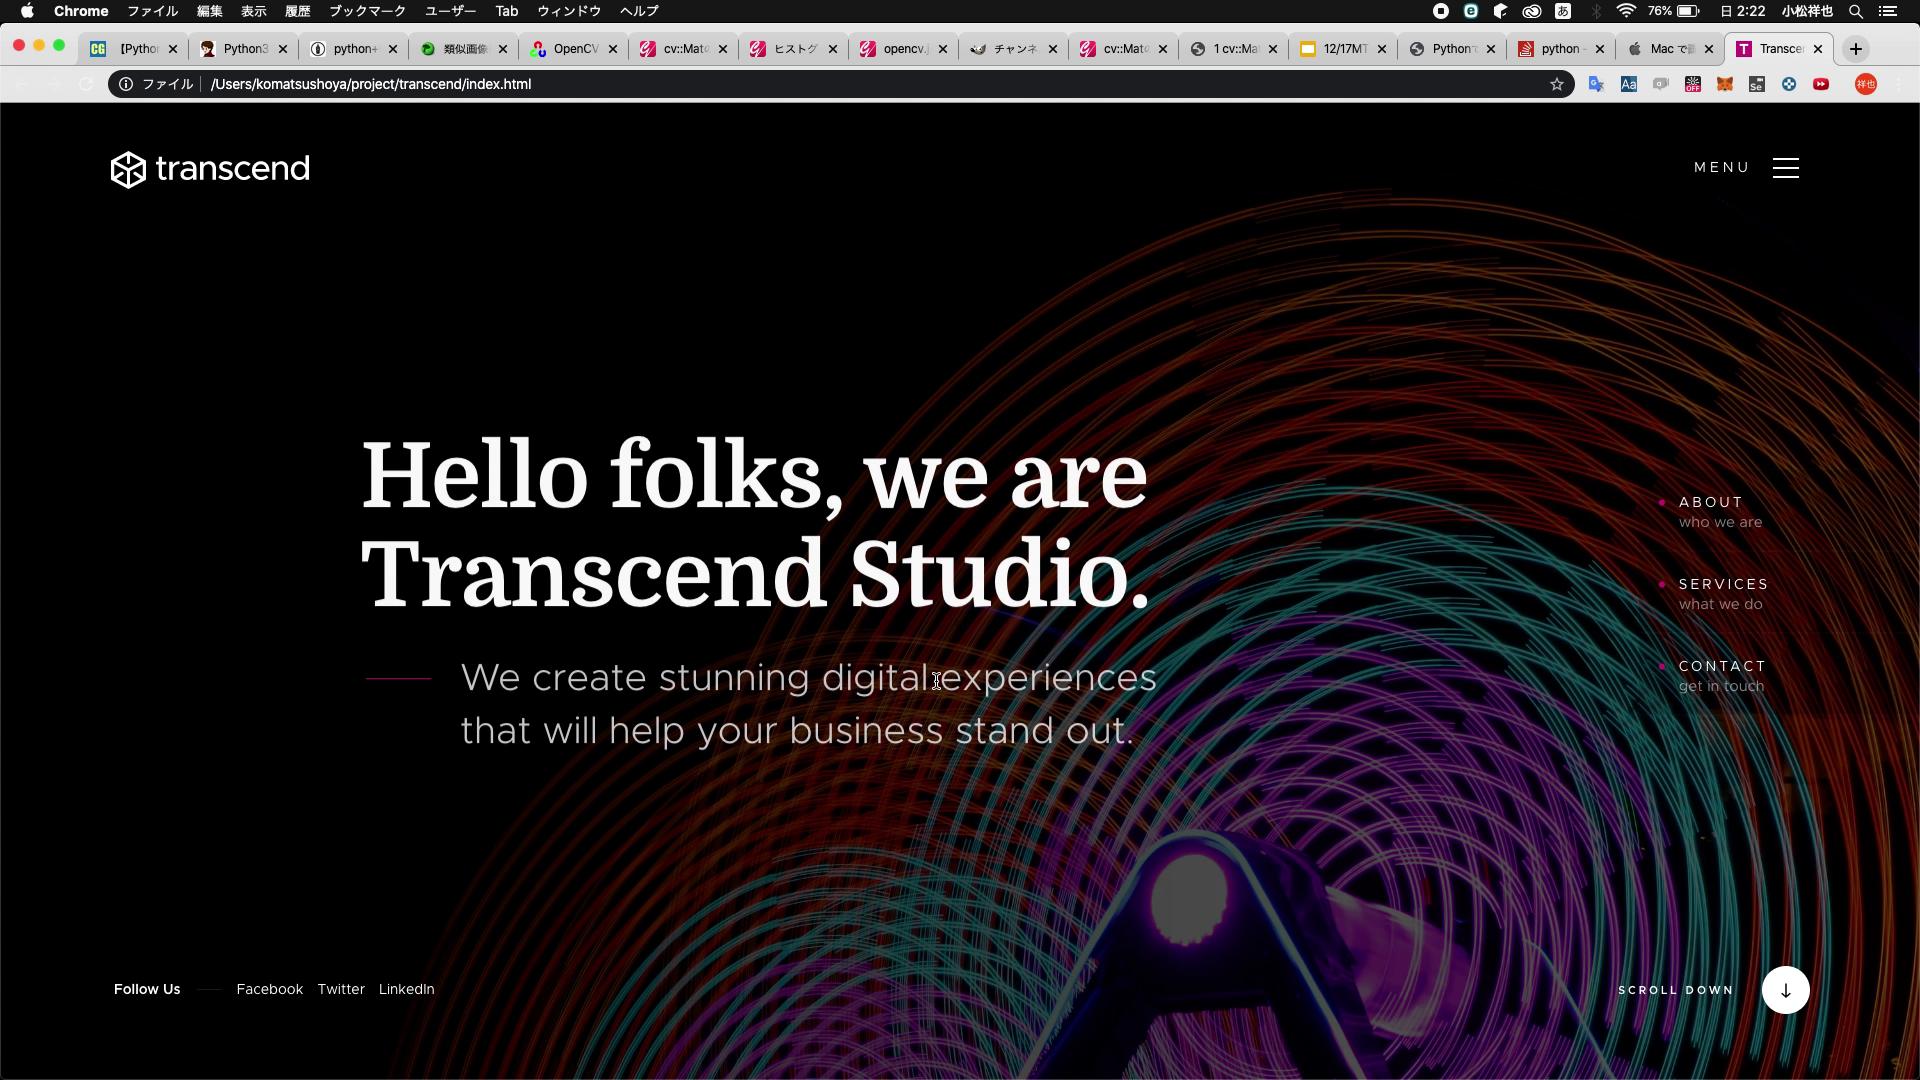 Chrome ファイル 編集 表示 履歴 ブックマーク ユーザー Tab ウィンドウ ヘルプ 76% 日 2:22 小松祥也
【Pytho Python3 python+ 類似画像 OpenCV cv::Mat ヒストグ opencv. チャンネ cv::Mat 1 cv::Ma 12/17MT Python python - Mac で Transce
ファイル /Users/komatsushoya/project/transcend/index.html 祥也
transcend
MENU
Hello folks, we are
Transcend Studio.
We create stunning digital experiences
that will help your business stand out.
ABOUT
who we are
SERVICES
what we do
CONTACT
get in touch
Follow Us Facebook Twitter LinkedIn
SCROLL DOWN